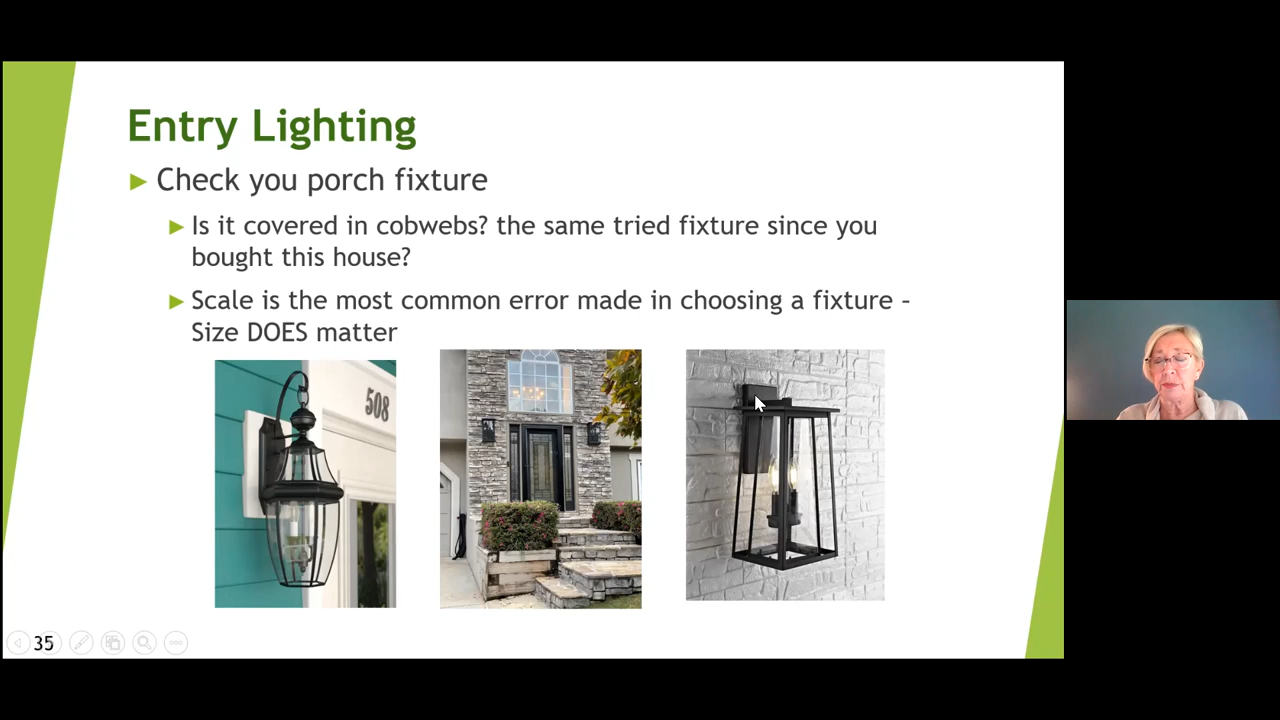 Entry Lighting
Check you porch fixture
Is it covered in cobwebs? the same tried fixture since you
bought this house?
Scale is the most common error made in choosing a fixture –
Size DOES matter
508
35